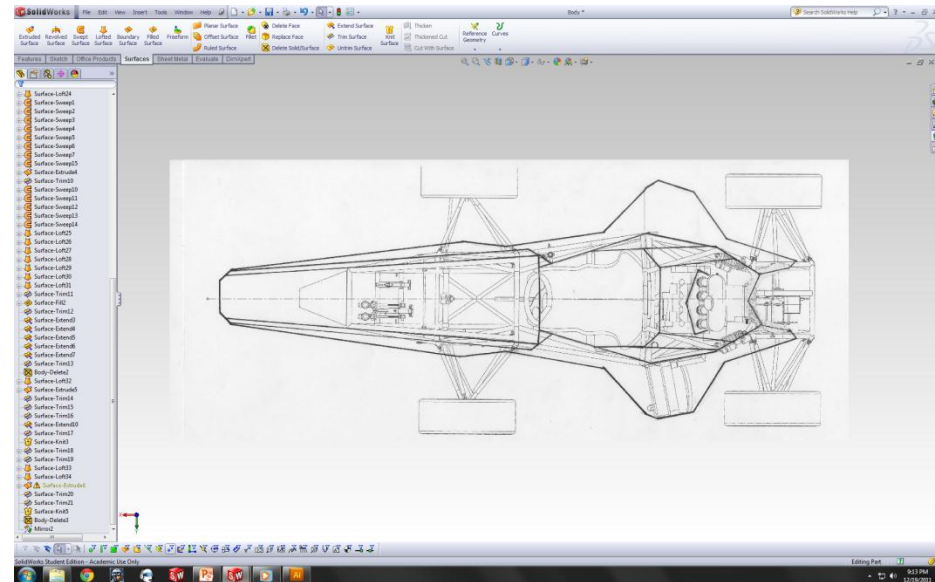 SolidWorks File Edit View Insert Tools Window Help Body * Search SolidWorks Help
Extruded Surface
Revolved Surface
Swept Surface
Lofted Surface
Boundary Surface
Filled Surface
Freeform
Planar Surface
Offset Surface
Ruled Surface
Fillet
Delete Face
Replace Face
Delete Solid/Surface
Extend Surface
Trim Surface
Untrim Surface
Knit Surface
Thicken
Thickened Cut
Cut With Surface
Reference Geometry
Curves
Features Sketch Office Products Surfaces Sheet Metal Evaluate DimXpert
Surface-Loft24
Surface-Sweep1
Surface-Sweep2
Surface-Sweep3
Surface-Sweep4
Surface-Sweep5
Surface-Sweep6
Surface-Sweep7
Surface-Sweep15
Surface-Extrude4
Surface-Trim10
Surface-Sweep10
Surface-Sweep11
Surface-Sweep12
Surface-Sweep13
Surface-Sweep14
Surface-Loft25
Surface-Loft26
Surface-Loft27
Surface-Loft28
Surface-Loft29
Surface-Loft30
Surface-Loft31
Surface-Trim11
Surface-Fill2
Surface-Trim12
Surface-Extend3
Surface-Extend4
Surface-Extend5
Surface-Extend6
Surface-Extend7
Surface-Trim13
Body-Delete2
Surface-Loft32
Surface-Extrude5
Surface-Trim14
Surface-Trim15
Surface-Trim16
Surface-Extend10
Surface-Trim17
Surface-Knit3
Surface-Trim18
Surface-Trim19
Surface-Loft33
Surface-Loft34
Surface-Extrude6
Surface-Trim20
Surface-Trim21
Surface-Knit5
Body-Delete3
Mirror2
SolidWorks Student Edition - Academic Use Only Editing Part
9:13 PM